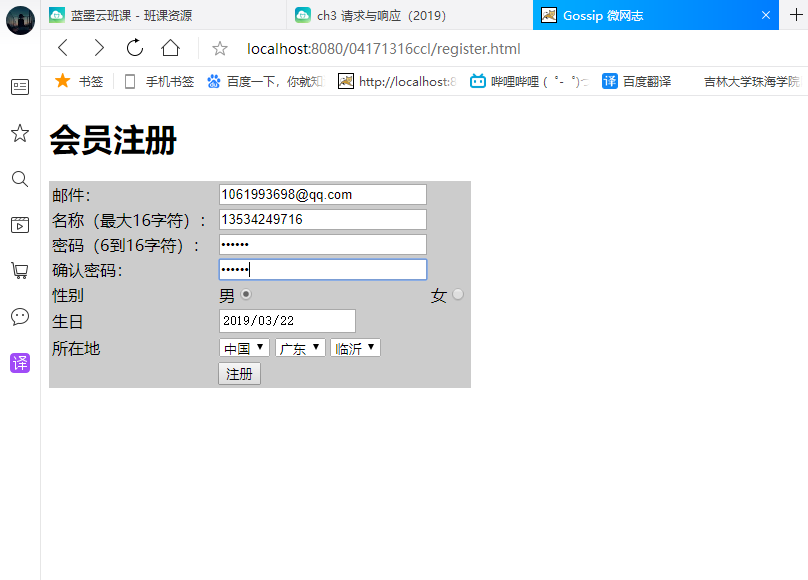 蓝墨云班课 - 班课资源
ch3 请求与响应（2019）
Gossip 微网志
localhost:8080/04171316ccl/register.html
书签
手机书签
百度一下，你就知
http://localhost:8
哔哩哔哩 ( ゜- ゜)つ
译 百度翻译
吉林大学珠海学院
会员注册
邮件： 1061993698@qq.com
名称（最大16字符）： 13534249716
密码（6到16字符）： ••••••
确认密码： ••••••
性别 男 女
生日 2019/03/22
所在地 中国 广东 临沂
注册
译